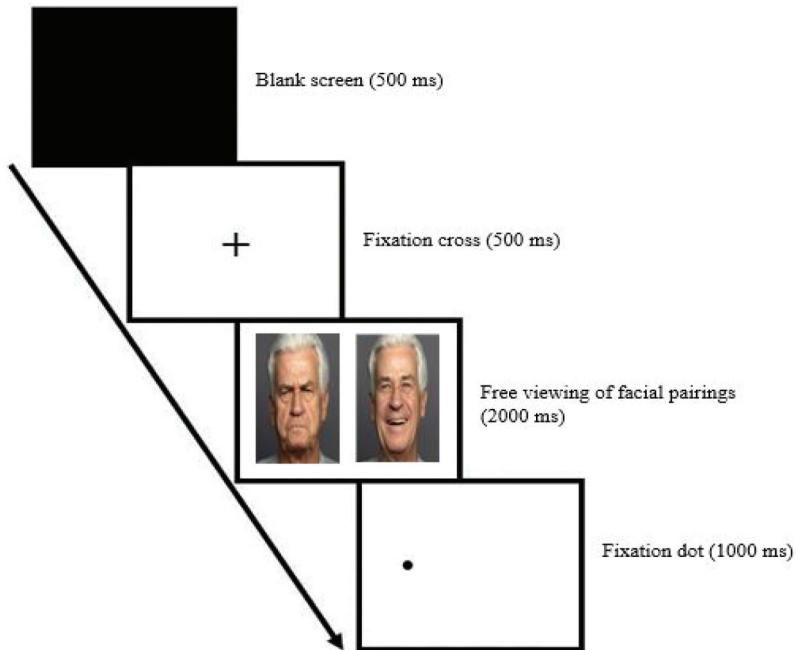 Blank screen (500 ms)
Fixation cross (500 ms)
Free viewing of facial pairings
(2000 ms)
Fixation dot (1000 ms)